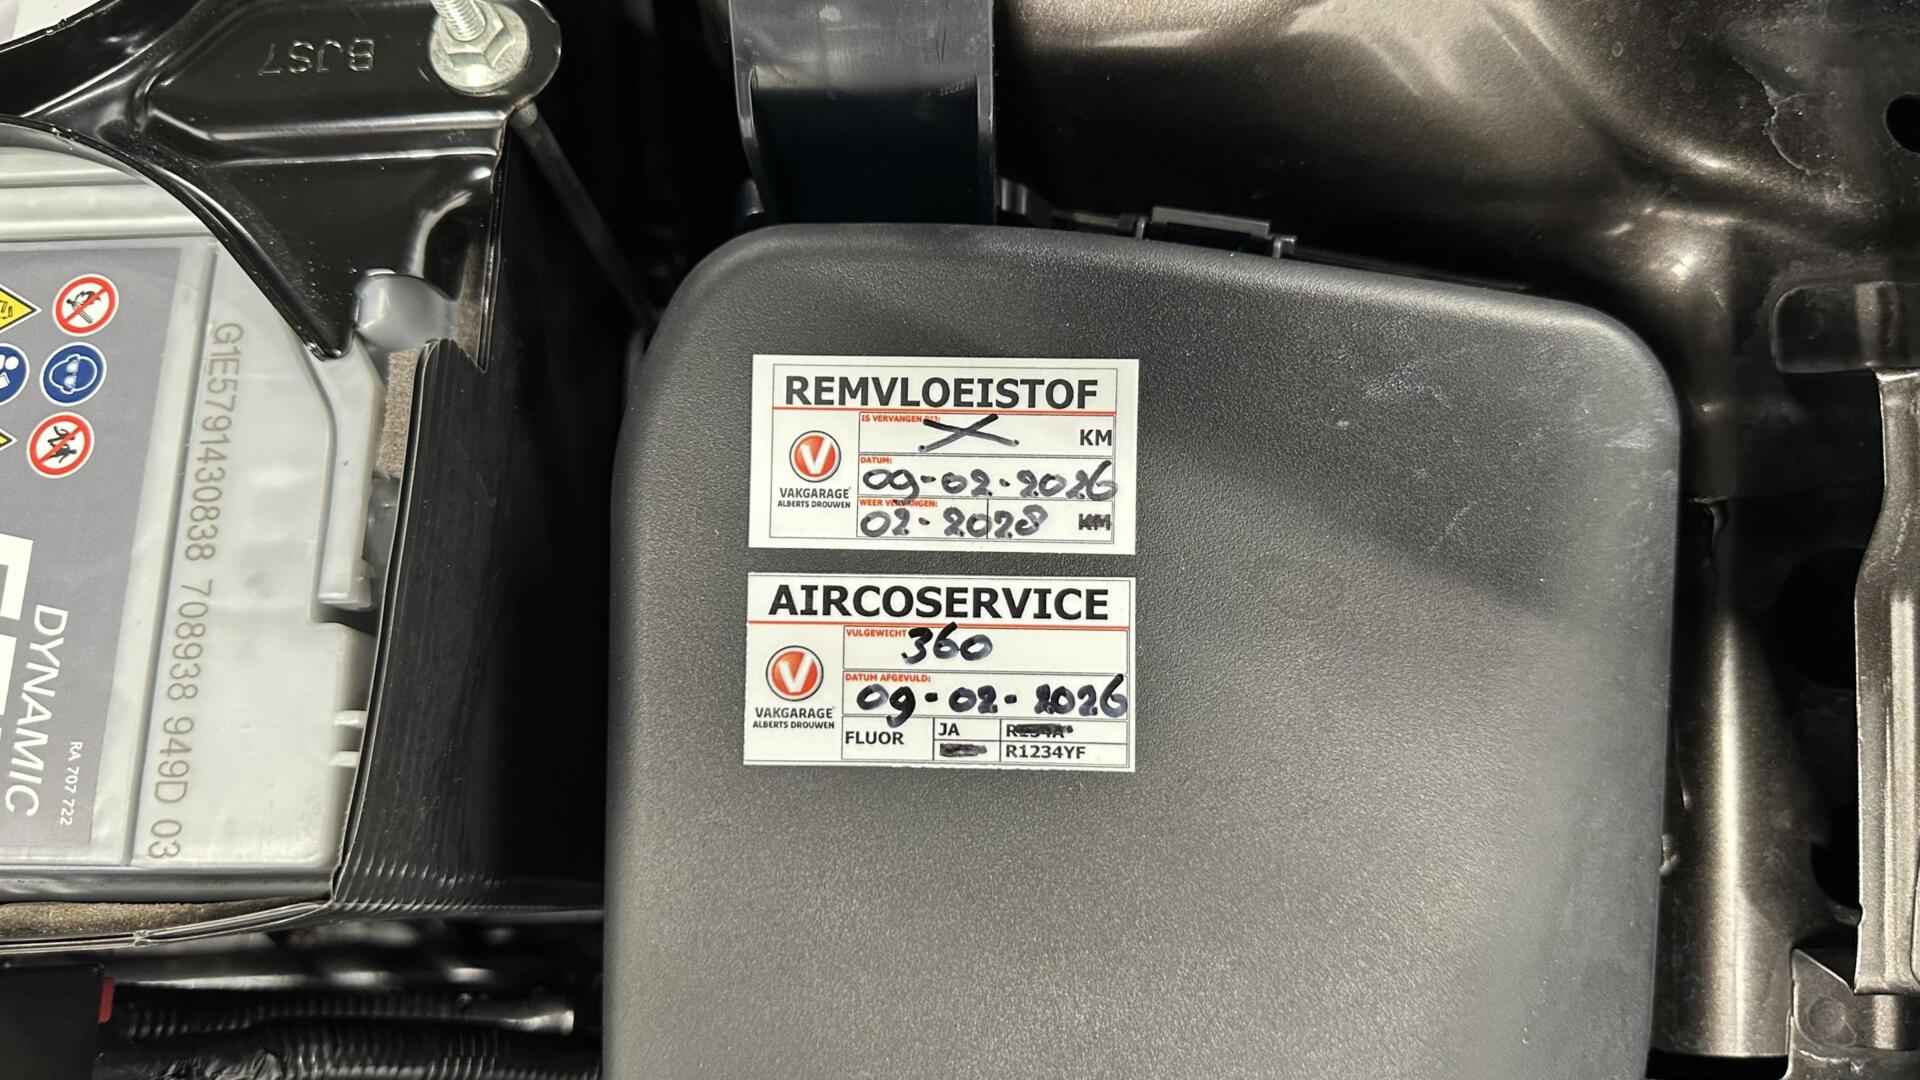 BJS7
G1E5791430838 708938 949D 03
DYNAMIC
RA 707 722
REMVLOEISTOF
IS VERVANGEN
KM
V
VAKGARAGE
ALBERTS DROUWEN
DATUM:
09-02-2026
WEER VERVANGEN:
02-2028 KM
AIRCOSERVICE
V
VAKGARAGE
ALBERTS DROUWEN
VULGEWICHT 360
DATUM AFGEVULD:
09-02-2026
FLUOR
JA R134A
R1234YF